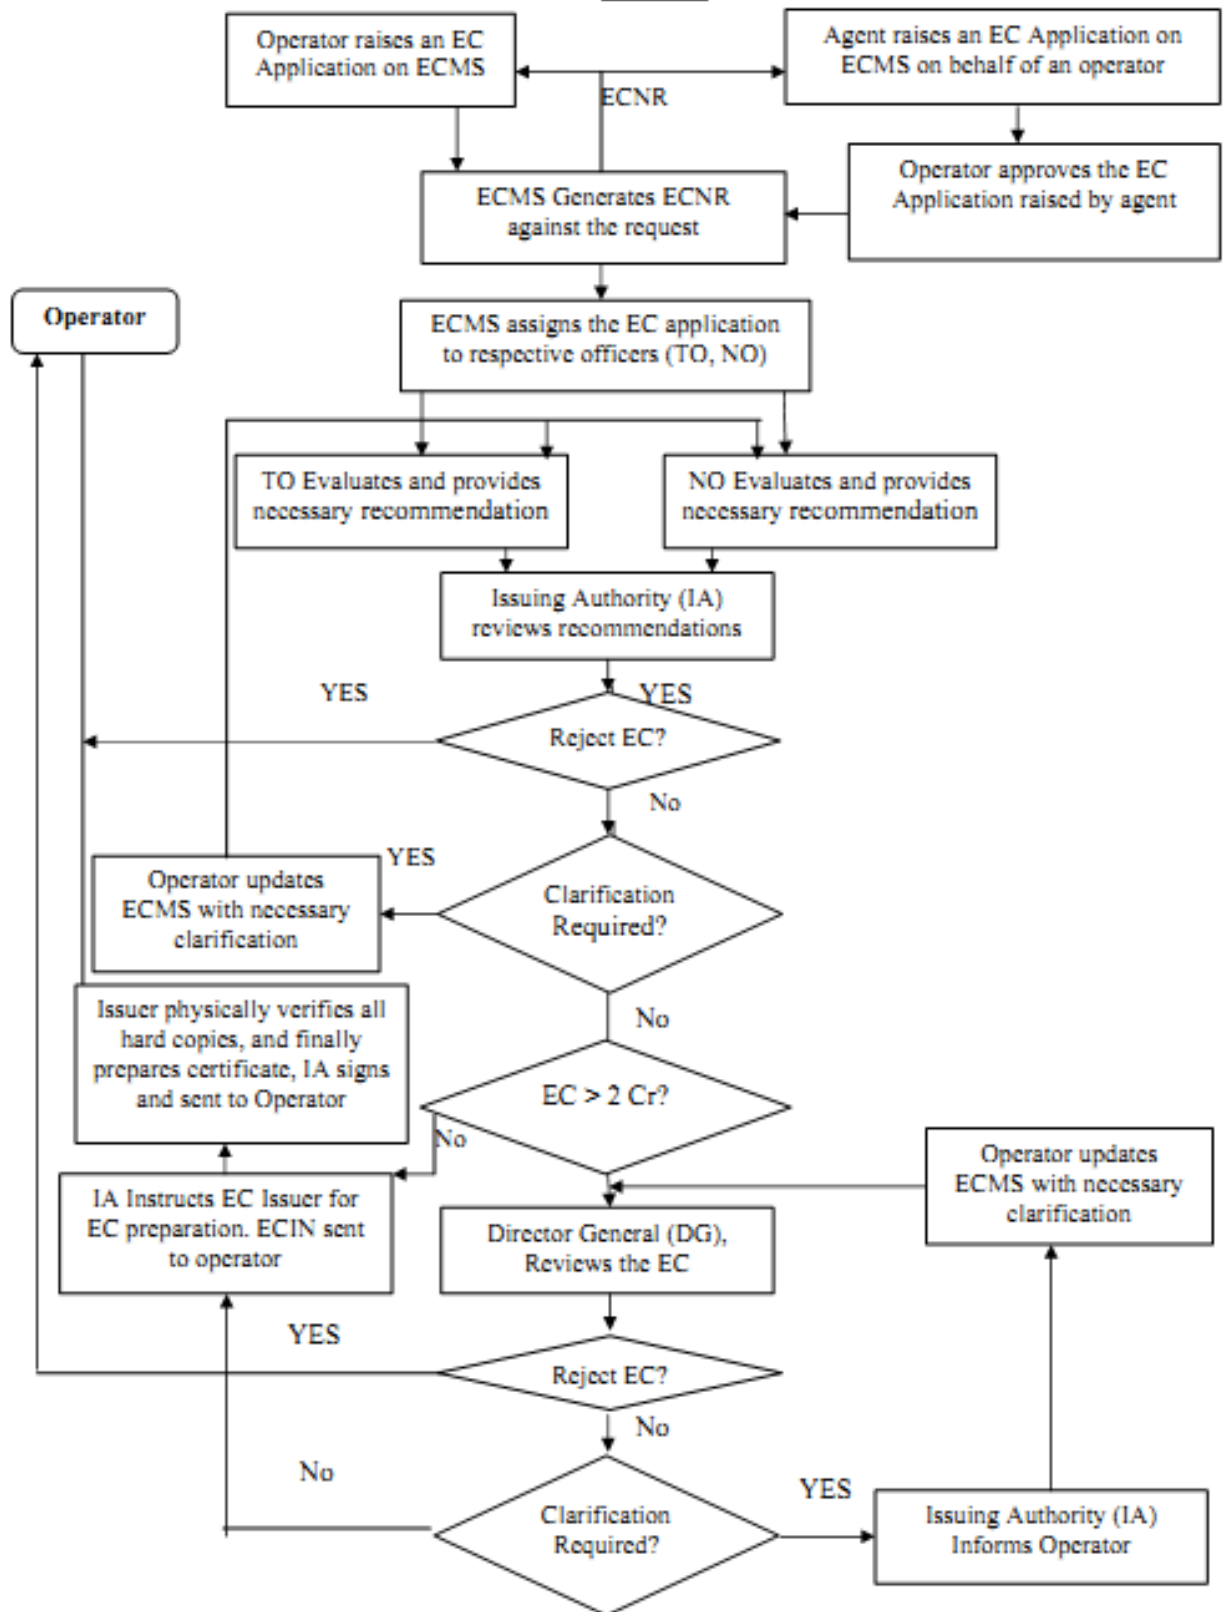 Operator raises an EC
Application on ECMS
Agent raises an EC Application on
ECMS on behalf of an operator
ECNR
Operator approves the EC
Application raised by agent
ECMS Generates ECNR
against the request
Operator
ECMS assigns the EC application
to respective officers (TO, NO)
TO Evaluates and provides
necessary recommendation
NO Evaluates and provides
necessary recommendation
Issuing Authority (IA)
reviews recommendations
YES
YES
Reject EC?
No
YES
Operator updates
ECMS with necessary
clarification
Clarification
Required?
Issuer physically verifies all
hard copies, and finally
prepares certificate, IA signs
and sent to Operator
No
EC > 2 Cr?
No
Operator updates
ECMS with necessary
clarification
IA Instructs EC Issuer for
EC preparation. ECIN sent
to operator
Director General (DG),
Reviews the EC
YES
Reject EC?
No
No
Clarification
Required?
YES
Issuing Authority (IA)
Informs Operator